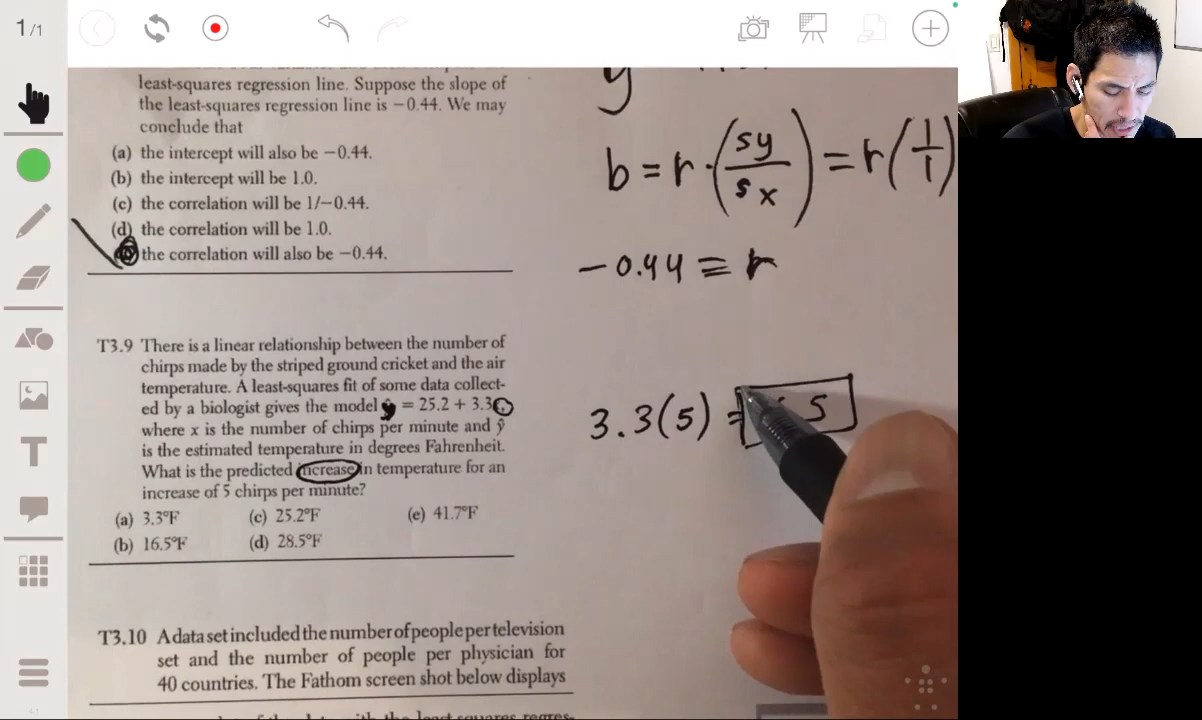 1/1
least-squares regression line. Suppose the slope of
the least-squares regression line is −0.44. We may
conclude that
(a) the intercept will also be −0.44.
(b) the intercept will be 1.0.
(c) the correlation will be 1/−0.44.
(d) the correlation will be 1.0.
the correlation will also be −0.44.
y
b = r · (sy/sx) = r(1/1)
−0.44 = r
T3.9 There is a linear relationship between the number of
chirps made by the striped ground cricket and the air
temperature. A least-squares fit of some data collect-
ed by a biologist gives the model ŷ = 25.2 + 3.3
where x is the number of chirps per minute and ŷ
is the estimated temperature in degrees Fahrenheit.
What is the predicted increase in temperature for an
increase of 5 chirps per minute?
(a) 3.3°F (c) 25.2°F (e) 41.7°F
(b) 16.5°F (d) 28.5°F
3.3(5) = 5
T3.10 A data set included the number of people per television
set and the number of people per physician for
40 countries. The Fathom screen shot below displays
T